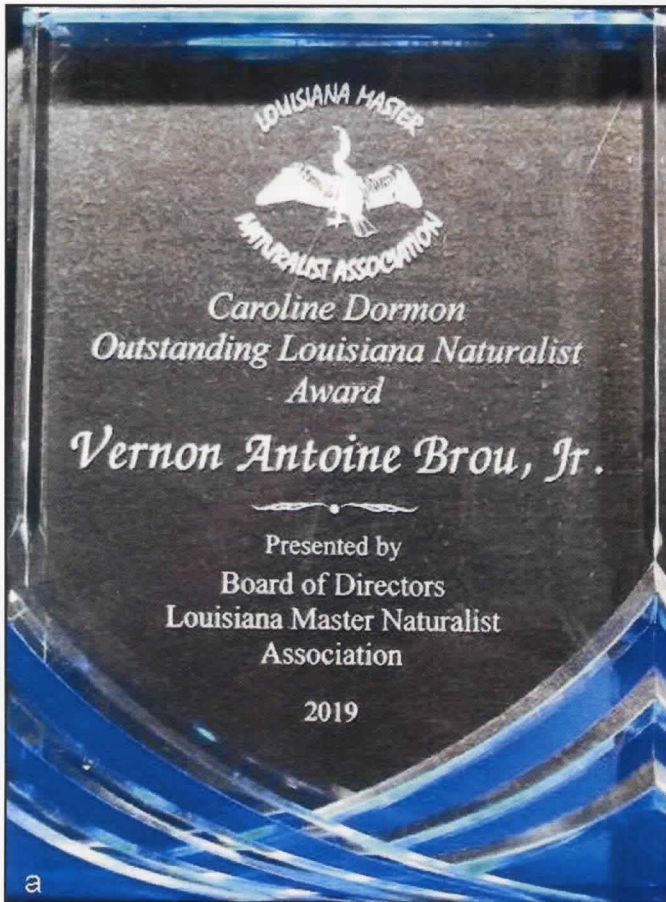 LOUISIANA MASTER
NATURALIST ASSOCIATION
Caroline Dormon
Outstanding Louisiana Naturalist
Award
Vernon Antoine Brou, Jr.
Presented by
Board of Directors
Louisiana Master Naturalist
Association
2019
a